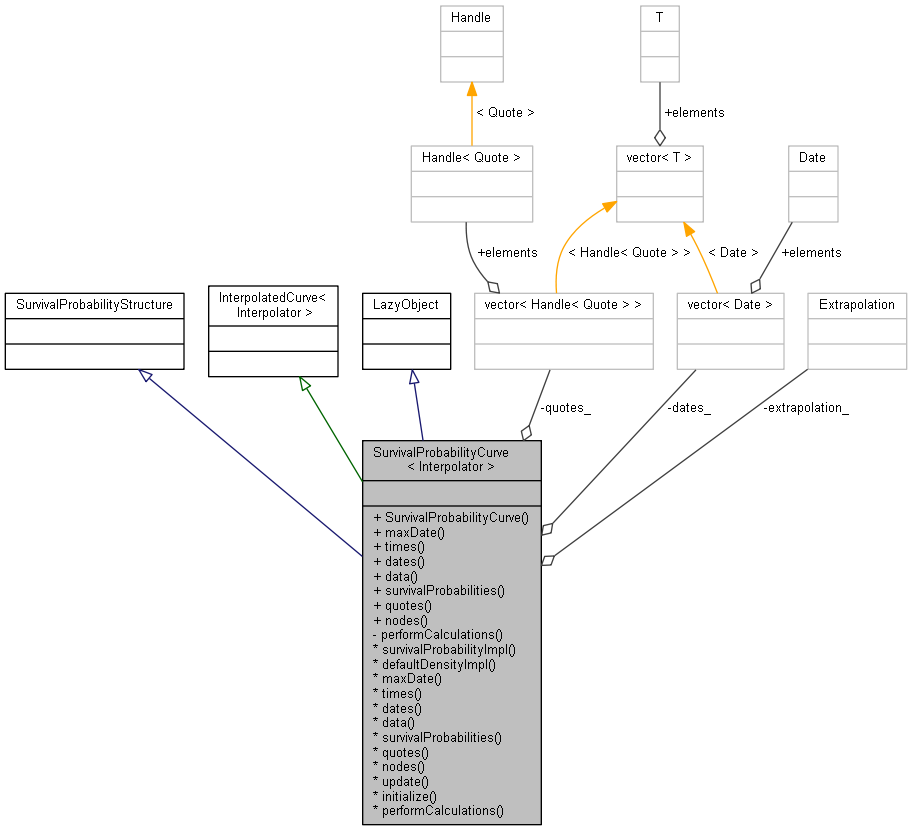 Handle
T
< Quote >
+elements
Handle< Quote >
vector< T >
Date
+elements
< Handle< Quote > >
< Date >
+elements
SurvivalProbabilityStructure
InterpolatedCurve<
Interpolator >
LazyObject
vector< Handle< Quote > >
vector< Date >
Extrapolation
-quotes_
-dates_
-extrapolation_
SurvivalProbabilityCurve
< Interpolator >
+ SurvivalProbabilityCurve()
+ maxDate()
+ times()
+ dates()
+ data()
+ survivalProbabilities()
+ quotes()
+ nodes()
- performCalculations()
* survivalProbabilityImpl()
* defaultDensityImpl()
* maxDate()
* times()
* dates()
* data()
* survivalProbabilities()
* quotes()
* nodes()
* update()
* initialize()
* performCalculations()